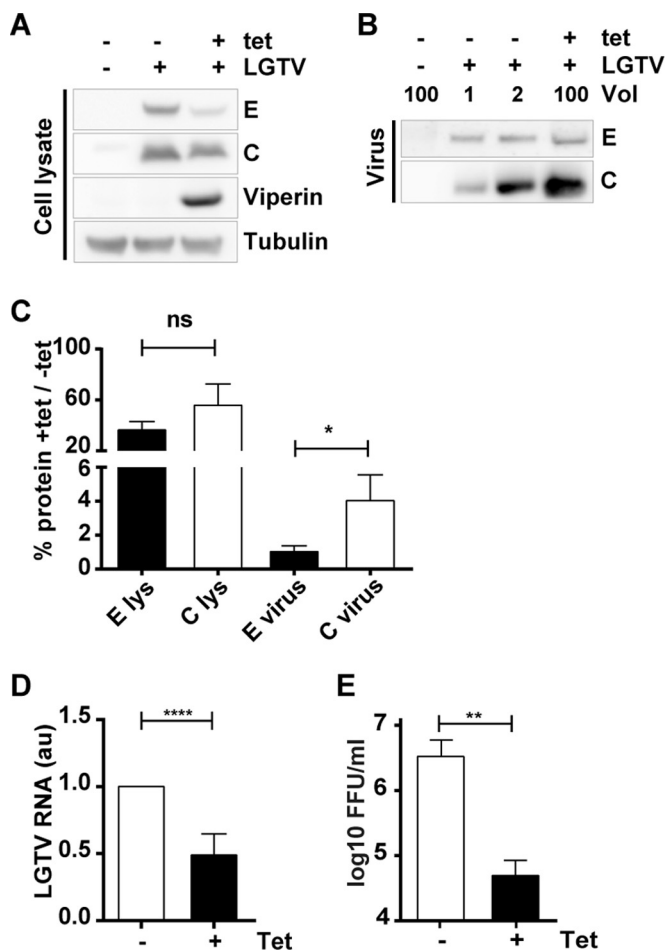 A
- - + tet
- + + LGTV
Cell lysate
E
C
Viperin
Tubulin
B
- - - + tet
- + + + LGTV
100 1 2 100 Vol
Virus
E
C
C
% protein +tet / -tet
100
60
20
6
4
2
0
ns
*
E lys
C lys
E virus
C virus
D
LGTV RNA (au)
1.5
1.0
0.5
0.0
****
- + Tet
E
log10 FFU/ml
7
6
5
4
**
- + Tet